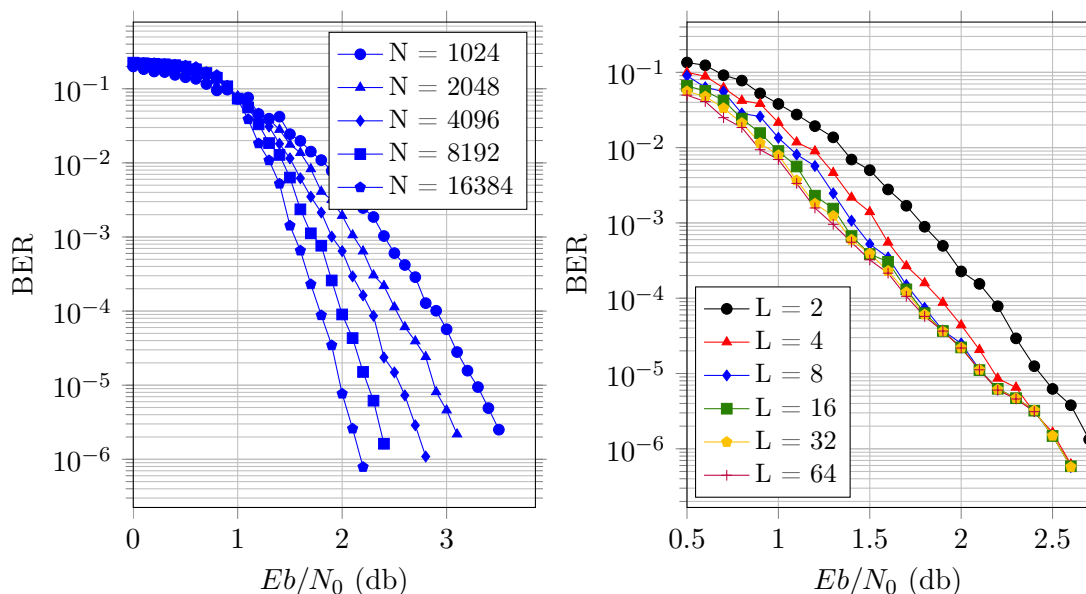 BER
10^{-1}
10^{-2}
10^{-3}
10^{-4}
10^{-5}
10^{-6}
N = 1024
N = 2048
N = 4096
N = 8192
N = 16384
0 1 2 3
Eb/N_0 (db)
BER
10^{-1}
10^{-2}
10^{-3}
10^{-4}
10^{-5}
10^{-6}
L = 2
L = 4
L = 8
L = 16
L = 32
L = 64
0.5 1 1.5 2 2.5
Eb/N_0 (db)